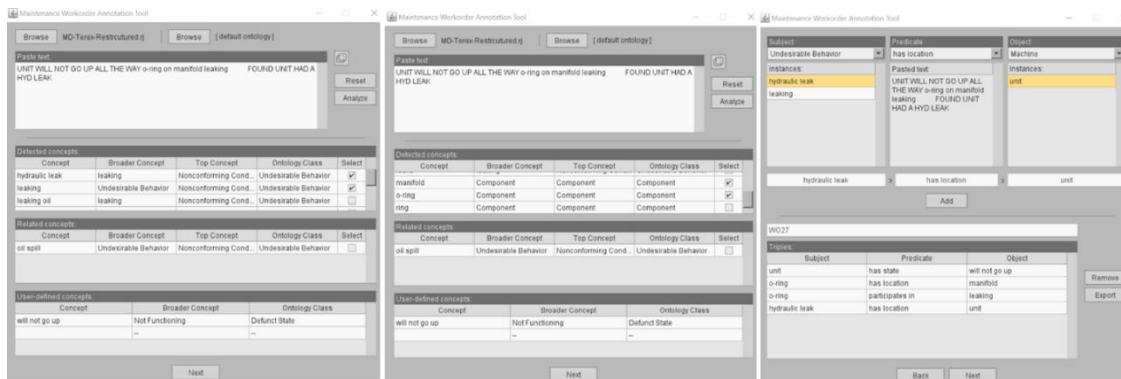 Maintenance Workorder Annotation Tool
Browse MD-Terex-Restrcutured.rj Browse [ default ontology ]
Paste text:
UNIT WILL NOT GO UP ALL THE WAY o-ring on manifold leaking FOUND UNIT HAD A
HYD LEAK
Reset
Analyze
Detected concepts:
Concept Broader Concept Top Concept Ontology Class Select
hydraulic leak leaking Nonconforming Cond... Undesirable Behavior
leaking Undesirable Behavior Nonconforming Cond... Undesirable Behavior
leaking oil leaking
Related concepts:
Concept Broader Concept Top Concept Ontology Class Select
oil spill Undesirable Behavior Nonconforming Cond... Undesirable Behavior
User-defined concepts:
Concept Broader Concept Ontology Class
will not go up Not Functioning Defunct State
--
Next
Maintenance Workorder Annotation Tool
Browse MD-Terex-Restrcutured.rj Browse [ default ontology ]
Paste text:
UNIT WILL NOT GO UP ALL THE WAY o-ring on manifold leaking FOUND UNIT HAD A
HYD LEAK
Reset
Analyze
Detected concepts:
Concept Broader Concept Top Concept Ontology Class Select
manifold Component Component Component
o-ring Component Component Component
ring Component Component Component
Related concepts:
Concept Broader Concept Top Concept Ontology Class Select
oil spill Undesirable Behavior Nonconforming Cond... Undesirable Behavior
User-defined concepts:
Concept Broader Concept Ontology Class
will not go up Not Functioning Defunct State
--
Next
Maintenance Workorder Annotation Tool
Subject Predicate Object
Undesirable Behavior has location Machine
Instances: Pasted text: Instances:
hydraulic leak
leaking
UNIT WILL NOT GO UP ALL
THE WAY o-ring on manifold
leaking FOUND UNIT
HAD A HYD LEAK
unit
hydraulic leak > has location > unit
Add
WO27
Triples:
Subject Predicate Object
unit has state will not go up
o-ring has location manifold
o-ring participates in leaking
hydraulic leak has location unit
Remove
Export
Back Next